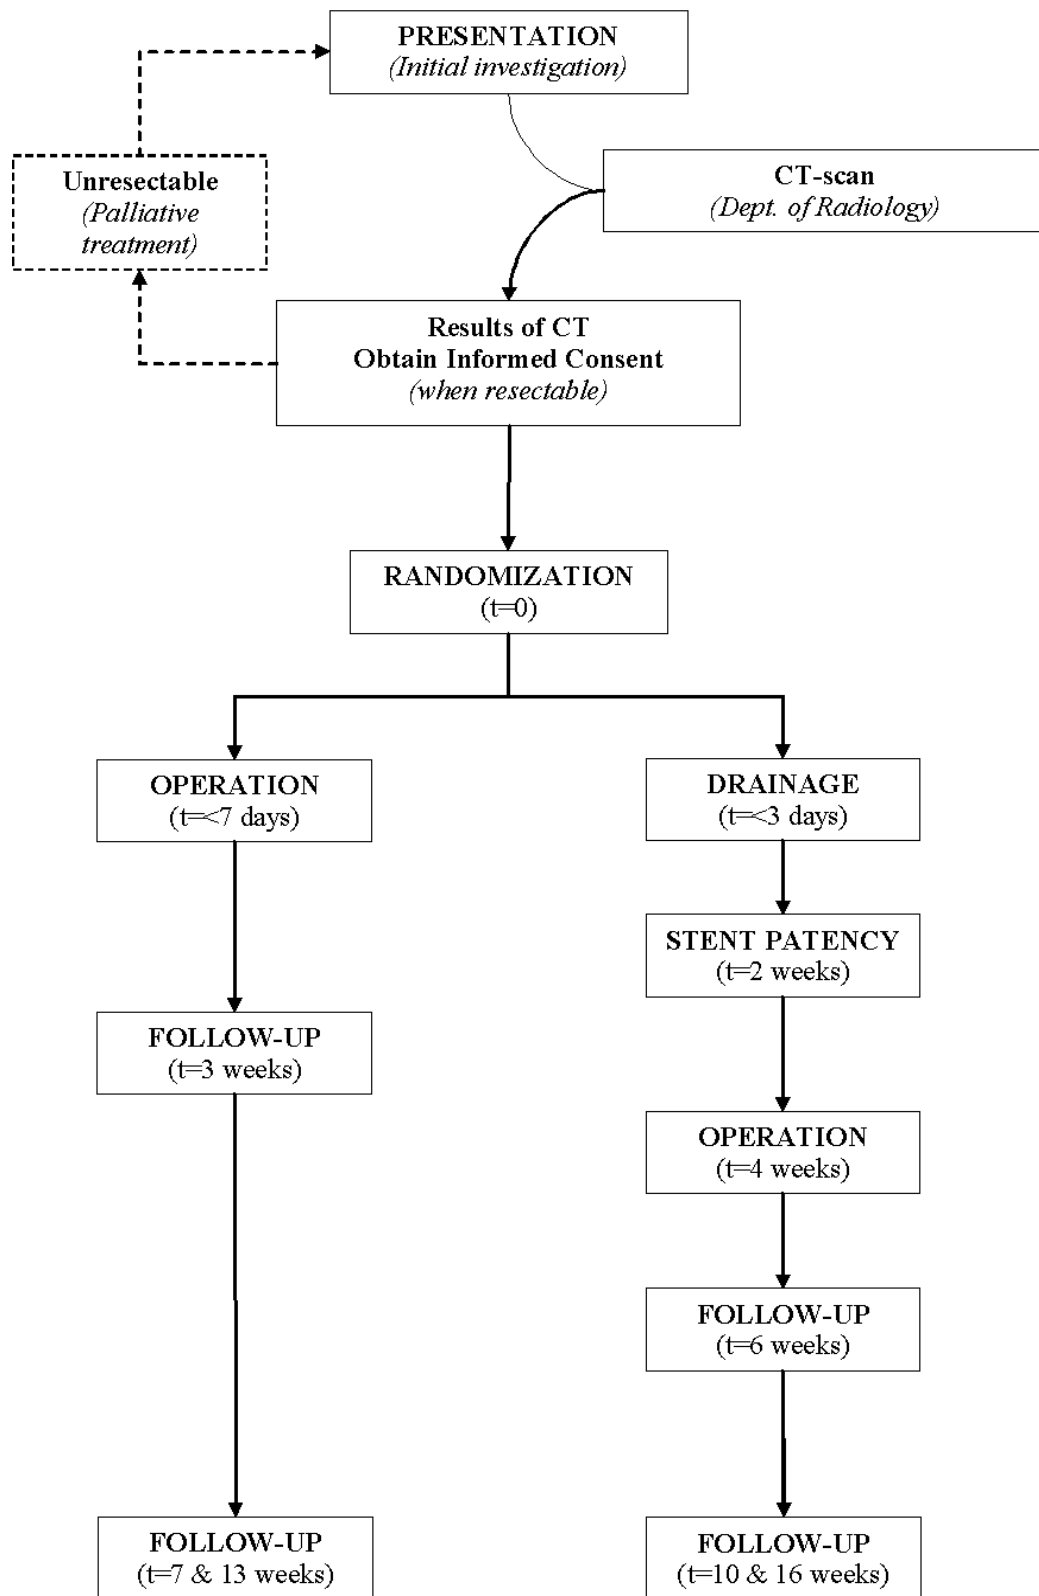 PRESENTATION
(Initial investigation)
CT-scan
(Dept. of Radiology)
Unresectable
(Palliative
treatment)
Results of CT
Obtain Informed Consent
(when resectable)
RANDOMIZATION
(t=0)
OPERATION
(t=<7 days)
FOLLOW-UP
(t=3 weeks)
FOLLOW-UP
(t=7 & 13 weeks)
DRAINAGE
(t=<3 days)
STENT PATENCY
(t=2 weeks)
OPERATION
(t=4 weeks)
FOLLOW-UP
(t=6 weeks)
FOLLOW-UP
(t=10 & 16 weeks)